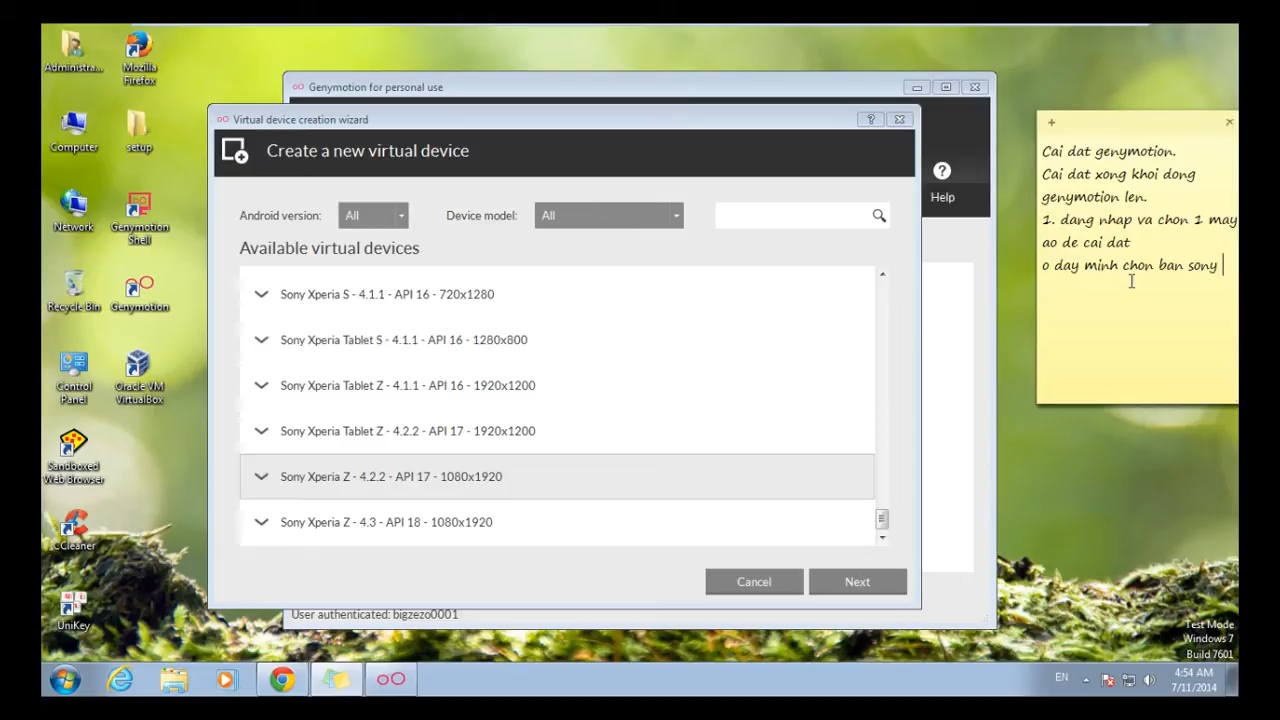 Administra...
Mozilla
Firefox
Computer
setup
Network
Genymotion
Shell
Recycle Bin
Genymotion
Control
Panel
Oracle VM
VirtualBox
Sandboxed
Web Browser
CCleaner
UniKey
Genymotion for personal use
Help
User authenticated: bigzezo0001
Virtual device creation wizard
Create a new virtual device
Android version: All
Device model: All
Available virtual devices
Sony Xperia S - 4.1.1 - API 16 - 720x1280
Sony Xperia Tablet S - 4.1.1 - API 16 - 1280x800
Sony Xperia Tablet Z - 4.1.1 - API 16 - 1920x1200
Sony Xperia Tablet Z - 4.2.2 - API 17 - 1920x1200
Sony Xperia Z - 4.2.2 - API 17 - 1080x1920
Sony Xperia Z - 4.3 - API 18 - 1080x1920
Cancel
Next
Cai dat genymotion.
Cai dat xong khoi dong
genymotion len.
1. dang nhap va chon 1 may
ao de cai dat
o day minh chon ban sony
Test Mode
Windows 7
Build 7601
EN
4:54 AM
7/11/2014